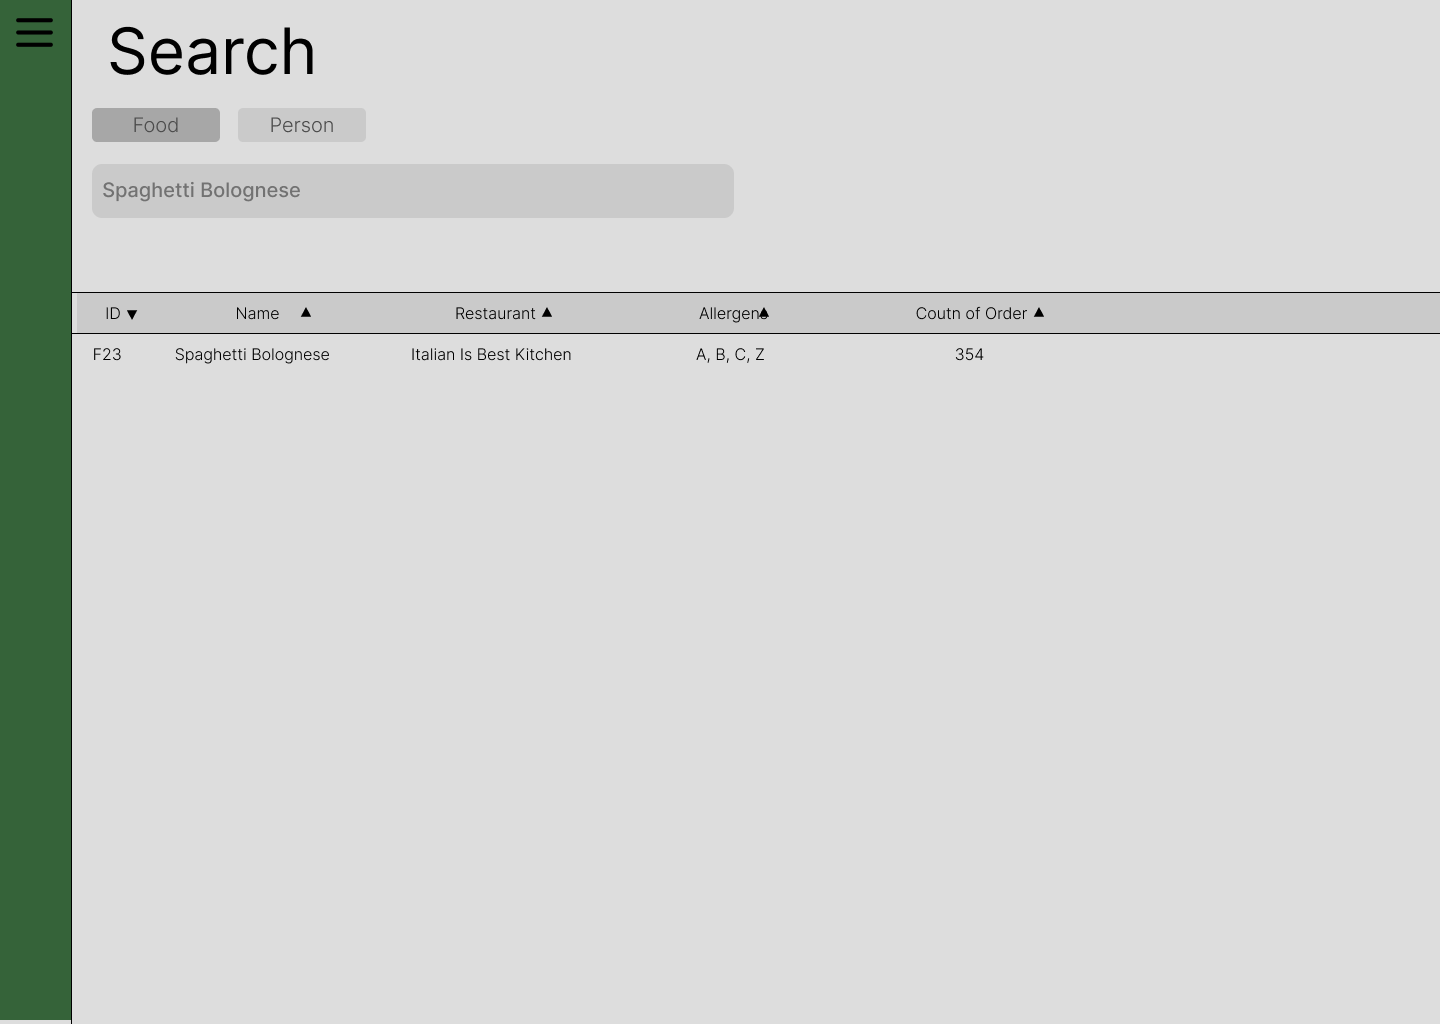 Search
Food Person
Spaghetti Bolognese
ID ▼ Name ▲ Restaurant ▲ Allergens ▲ Coutn of Order ▲
F23 Spaghetti Bolognese Italian Is Best Kitchen A, B, C, Z 354